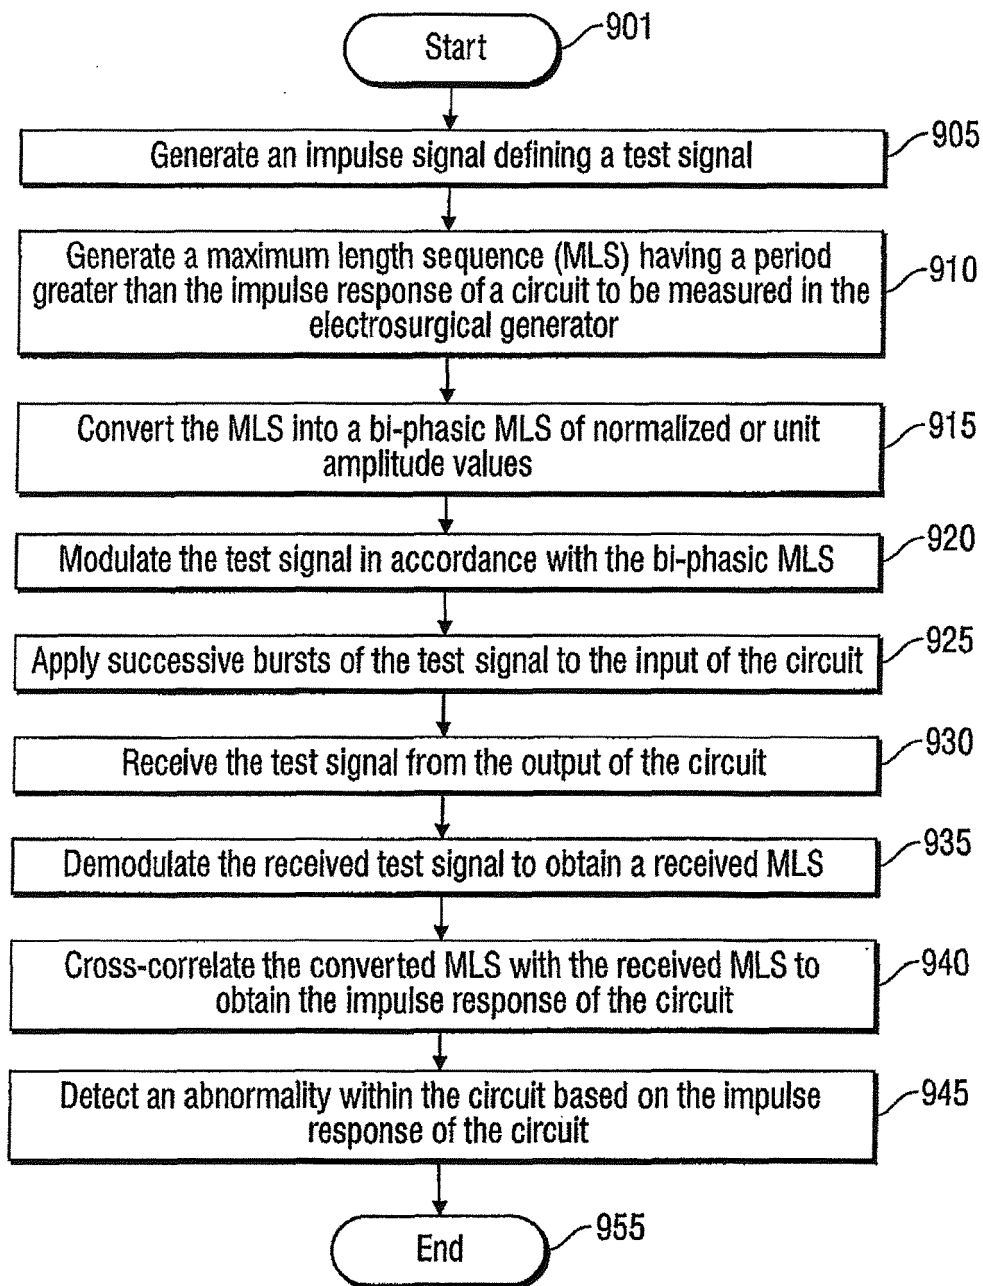 Start
901
Generate an impulse signal defining a test signal
905
Generate a maximum length sequence (MLS) having a period
greater than the impulse response of a circuit to be measured in the
electrosurgical generator
910
Convert the MLS into a bi-phasic MLS of normalized or unit
amplitude values
915
Modulate the test signal in accordance with the bi-phasic MLS
920
Apply successive bursts of the test signal to the input of the circuit
925
Receive the test signal from the output of the circuit
930
Demodulate the received test signal to obtain a received MLS
935
Cross-correlate the converted MLS with the received MLS to
obtain the impulse response of the circuit
940
Detect an abnormality within the circuit based on the impulse
response of the circuit
945
End
955